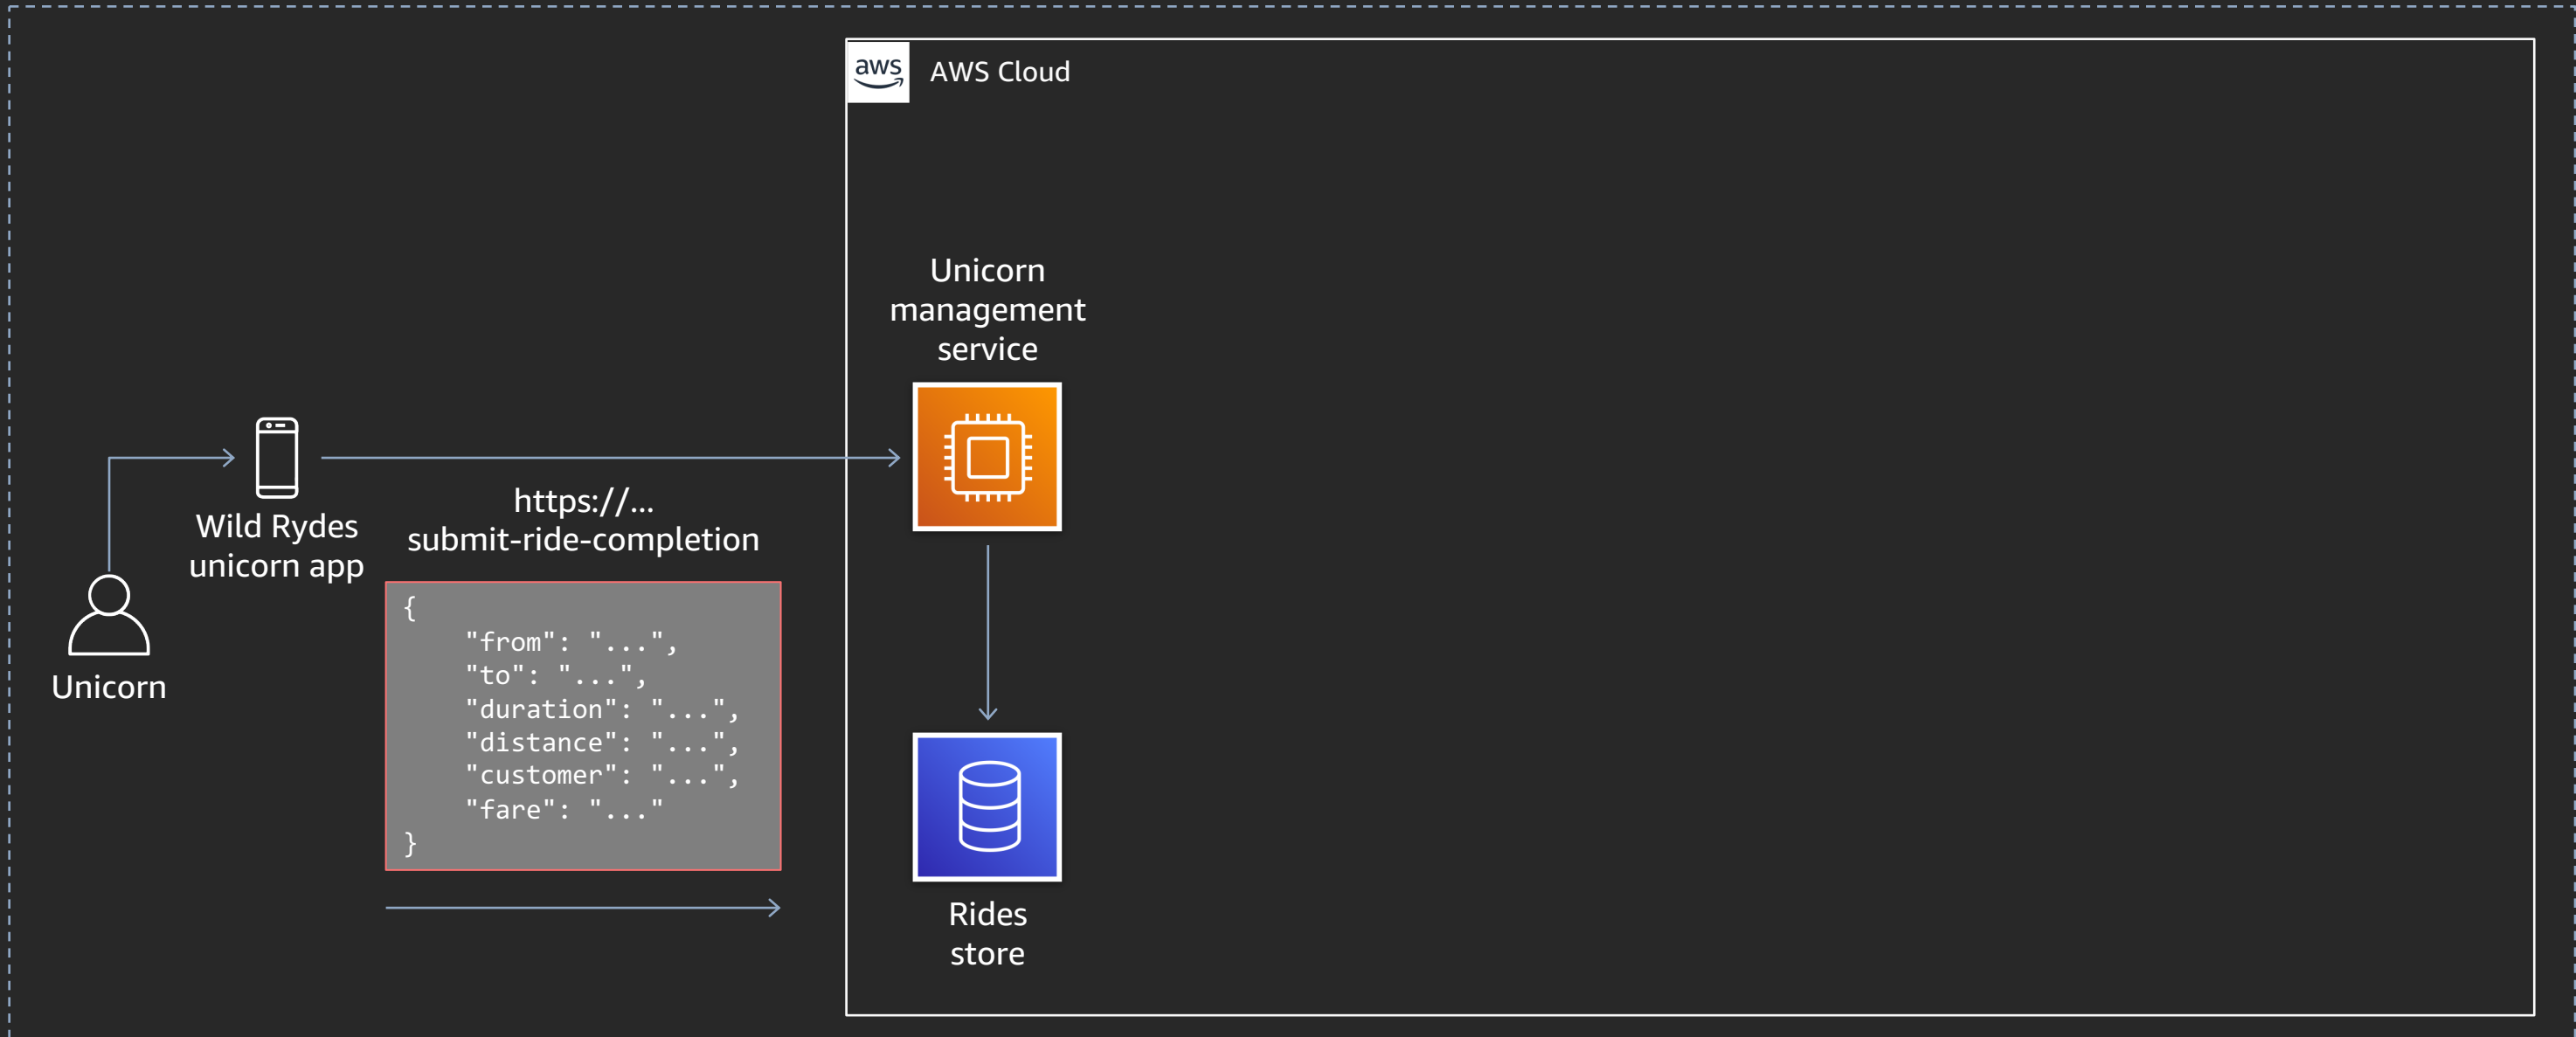 aws
AWS Cloud
Unicorn
management
service
Wild Rydes
unicorn app
Unicorn
https://...
submit-ride-completion
{
"from": "...",
"to": "...",
"duration": "...",
"distance": "...",
"customer": "...",
"fare": "..."
}
Rides
store